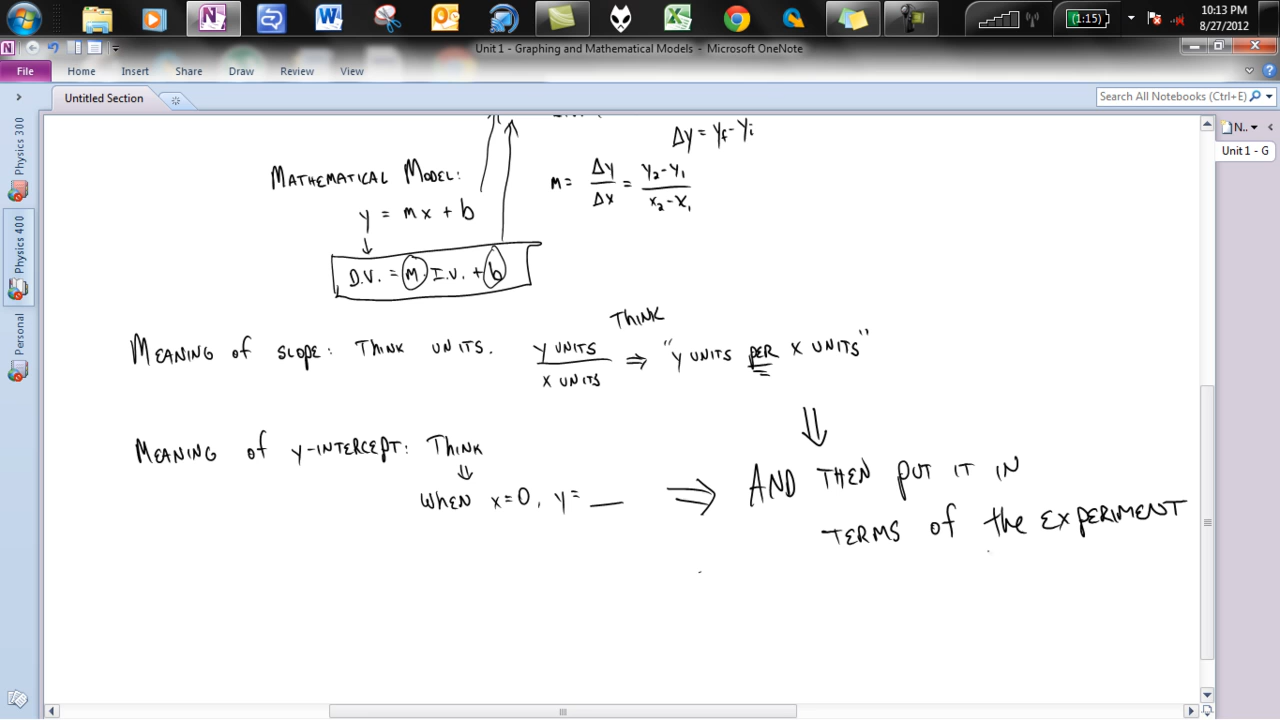 10:13 PM
(1:15)
8/27/2012
Unit 1 - Graphing and Mathematical Models - Microsoft OneNote
File Home Insert Share Draw Review View
Untitled Section
Search All Notebooks (Ctrl+E)
N..
Unit 1 - G
Physics 300
Physics 400
Personal
Δy = yf - yi
MATHEMATICAL MODEL:
m = Δy/Δx = y2-y1/x2-x1
y = mx + b
D.V. = m · I.V. + b
THINK
MEANING of SLOPE: THINK UNITS. Y UNITS/X UNITS ⇒ "Y UNITS PER X UNITS"
⇓
MEANING of y-INTERCEPT: THINK
⇓
WHEN x=0, y= __ ⇒ AND THEN PUT IT IN
TERMS of the EXPERIMENT